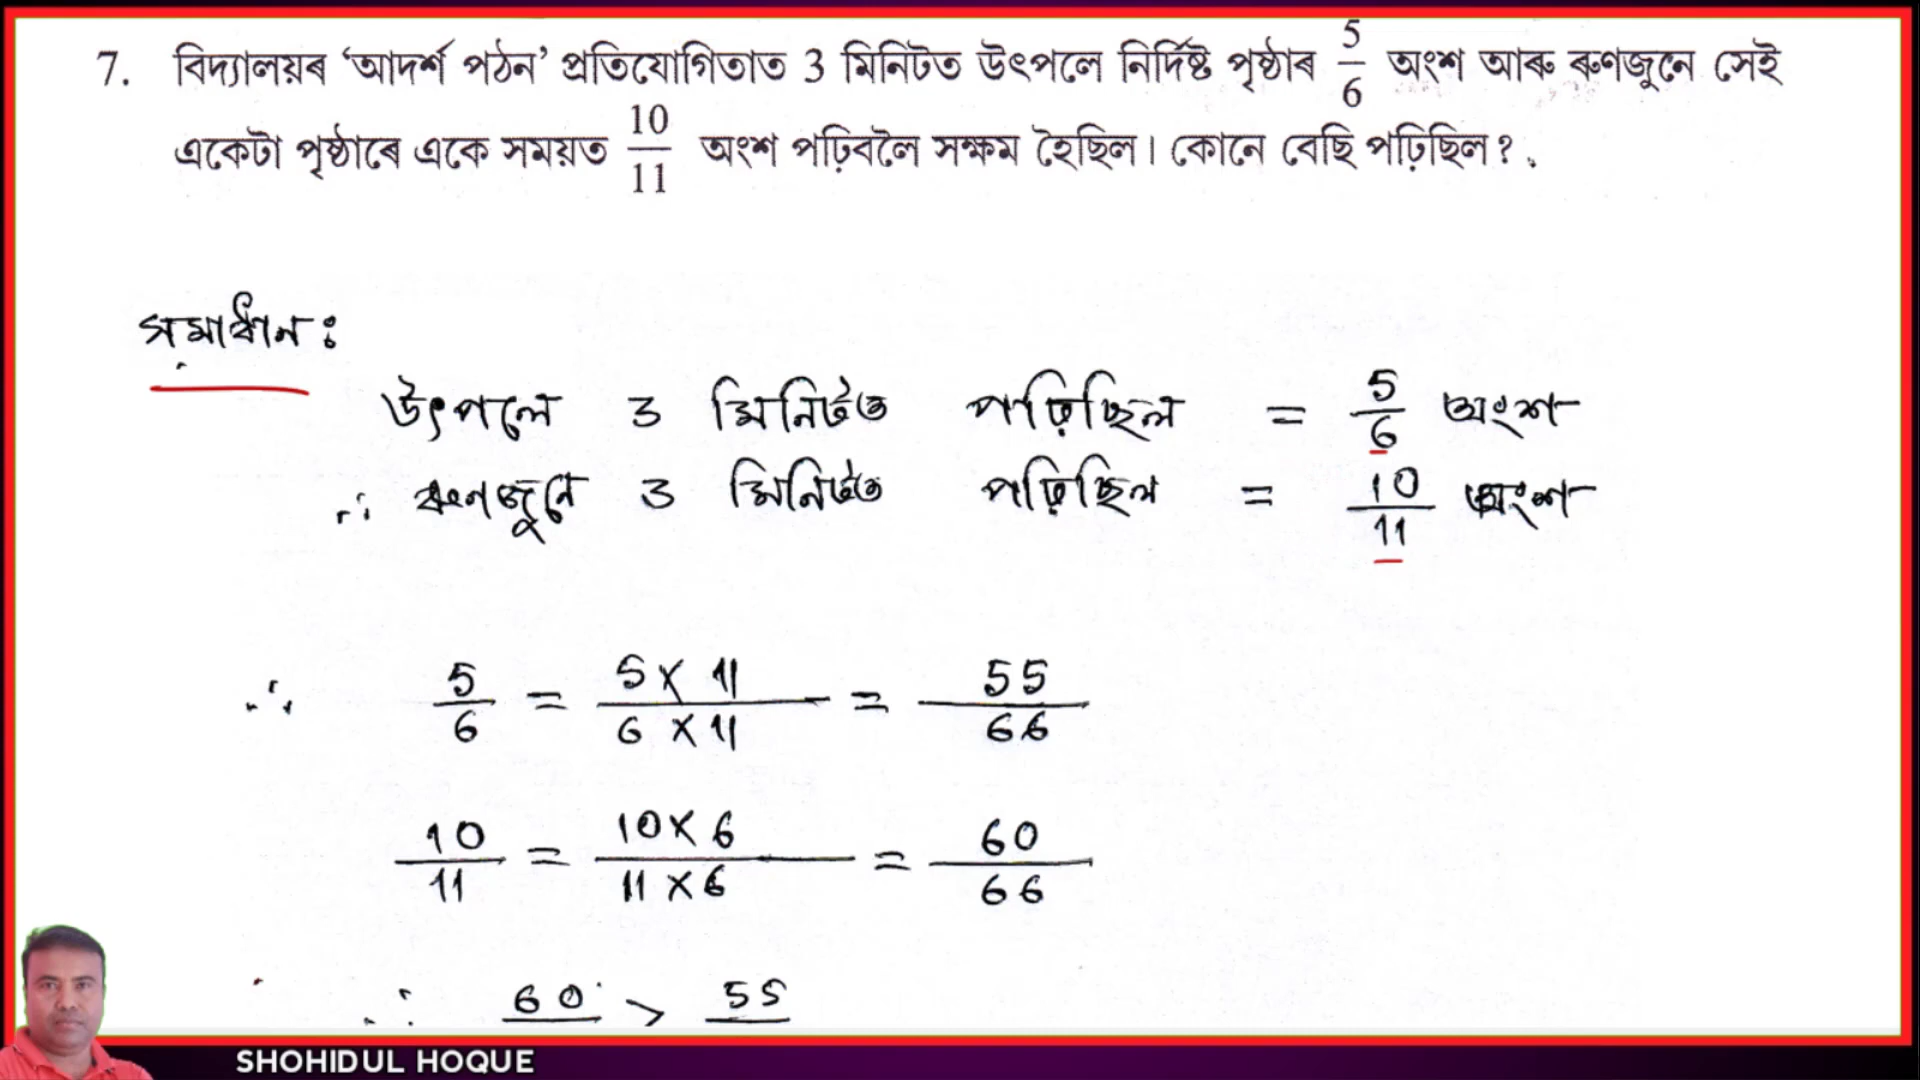 7. বিদ্যালয়ৰ ‘আদৰ্শ পঠন’ প্ৰতিযোগিতাত 3 মিনিটত উৎপলে নিৰ্দিষ্ট পৃষ্ঠাৰ 5/6 অংশ আৰু ৰুণজুনে সেই
একেটা পৃষ্ঠাৰে একে সময়ত 10/11 অংশ পঢ়িবলৈ সক্ষম হৈছিল। কোনে বেছি পঢ়িছিল?
সমাধান:
উৎপলে 3 মিনিটত পঢ়িছিল = 5/6 অংশ
∴ ৰুণজুনে 3 মিনিটত পঢ়িছিল = 10/11 অংশ
∴ 5/6 = 5 × 11 / 6 × 11 = 55/66
10/11 = 10 × 6 / 11 × 6 = 60/66
∴ 60 > 55
SHOHIDUL HOQUE